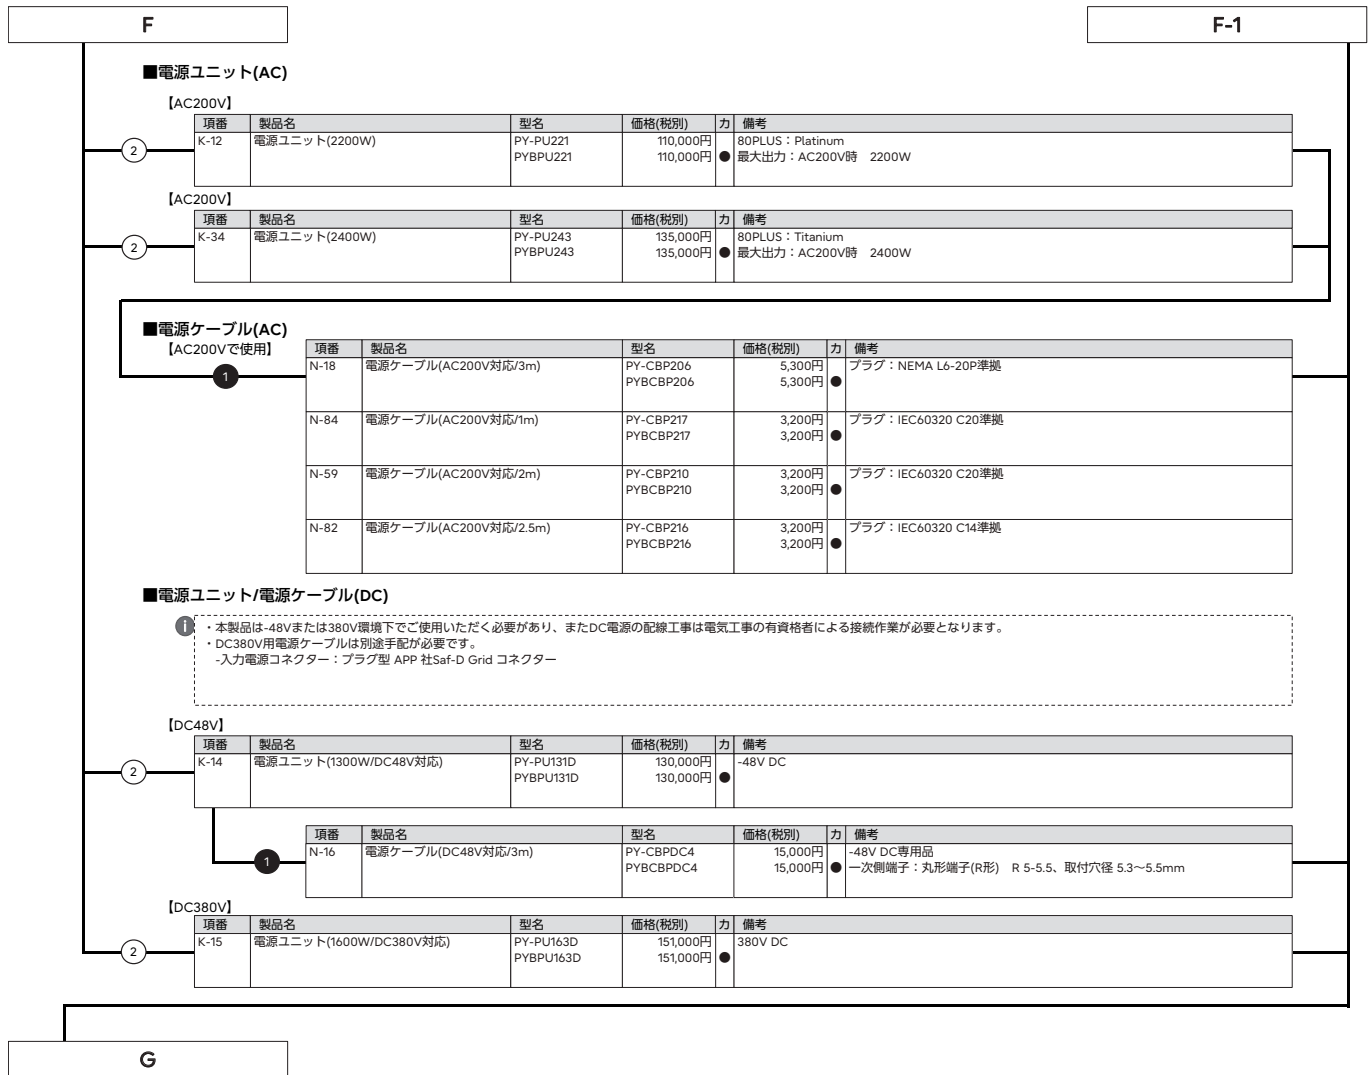 F
F-1
■電源ユニット(AC)
【AC200V】
項番 製品名 型名 価格(税別) カ 備考
② K-12 電源ユニット(2200W) PY-PU221 110,000円 80PLUS：Platinum
PYBPU221 110,000円 ● 最大出力：AC200V時　2200W
【AC200V】
項番 製品名 型名 価格(税別) カ 備考
② K-34 電源ユニット(2400W) PY-PU243 135,000円 80PLUS：Titanium
PYBPU243 135,000円 ● 最大出力：AC200V時　2400W
■電源ケーブル(AC)
【AC200Vで使用】
項番 製品名 型名 価格(税別) カ 備考
❶ N-18 電源ケーブル(AC200V対応/3m) PY-CBP206 5,300円 プラグ：NEMA L6-20P準拠
PYBCBP206 5,300円 ●
N-84 電源ケーブル(AC200V対応/1m) PY-CBP217 3,200円 プラグ：IEC60320 C20準拠
PYBCBP217 3,200円 ●
N-59 電源ケーブル(AC200V対応/2m) PY-CBP210 3,200円 プラグ：IEC60320 C20準拠
PYBCBP210 3,200円 ●
N-82 電源ケーブル(AC200V対応/2.5m) PY-CBP216 3,200円 プラグ：IEC60320 C14準拠
PYBCBP216 3,200円 ●
■電源ユニット/電源ケーブル(DC)
・本製品は-48Vまたは380V環境下でご使用いただく必要があり、またDC電源の配線工事は電気工事の有資格者による接続作業が必要となります。
・DC380V用電源ケーブルは別途手配が必要です。
-入力電源コネクター：プラグ型 APP 社Saf-D Grid コネクター
【DC48V】
項番 製品名 型名 価格(税別) カ 備考
② K-14 電源ユニット(1300W/DC48V対応) PY-PU131D 130,000円 -48V DC
PYBPU131D 130,000円 ●
項番 製品名 型名 価格(税別) カ 備考
❶ N-16 電源ケーブル(DC48V対応/3m) PY-CBPDC4 15,000円 -48V DC専用品
PYBCBPDC4 15,000円 ● 一次側端子：丸形端子(R形)　R 5-5.5、取付穴径 5.3～5.5mm
【DC380V】
項番 製品名 型名 価格(税別) カ 備考
② K-15 電源ユニット(1600W/DC380V対応) PY-PU163D 151,000円 380V DC
PYBPU163D 151,000円 ●
G